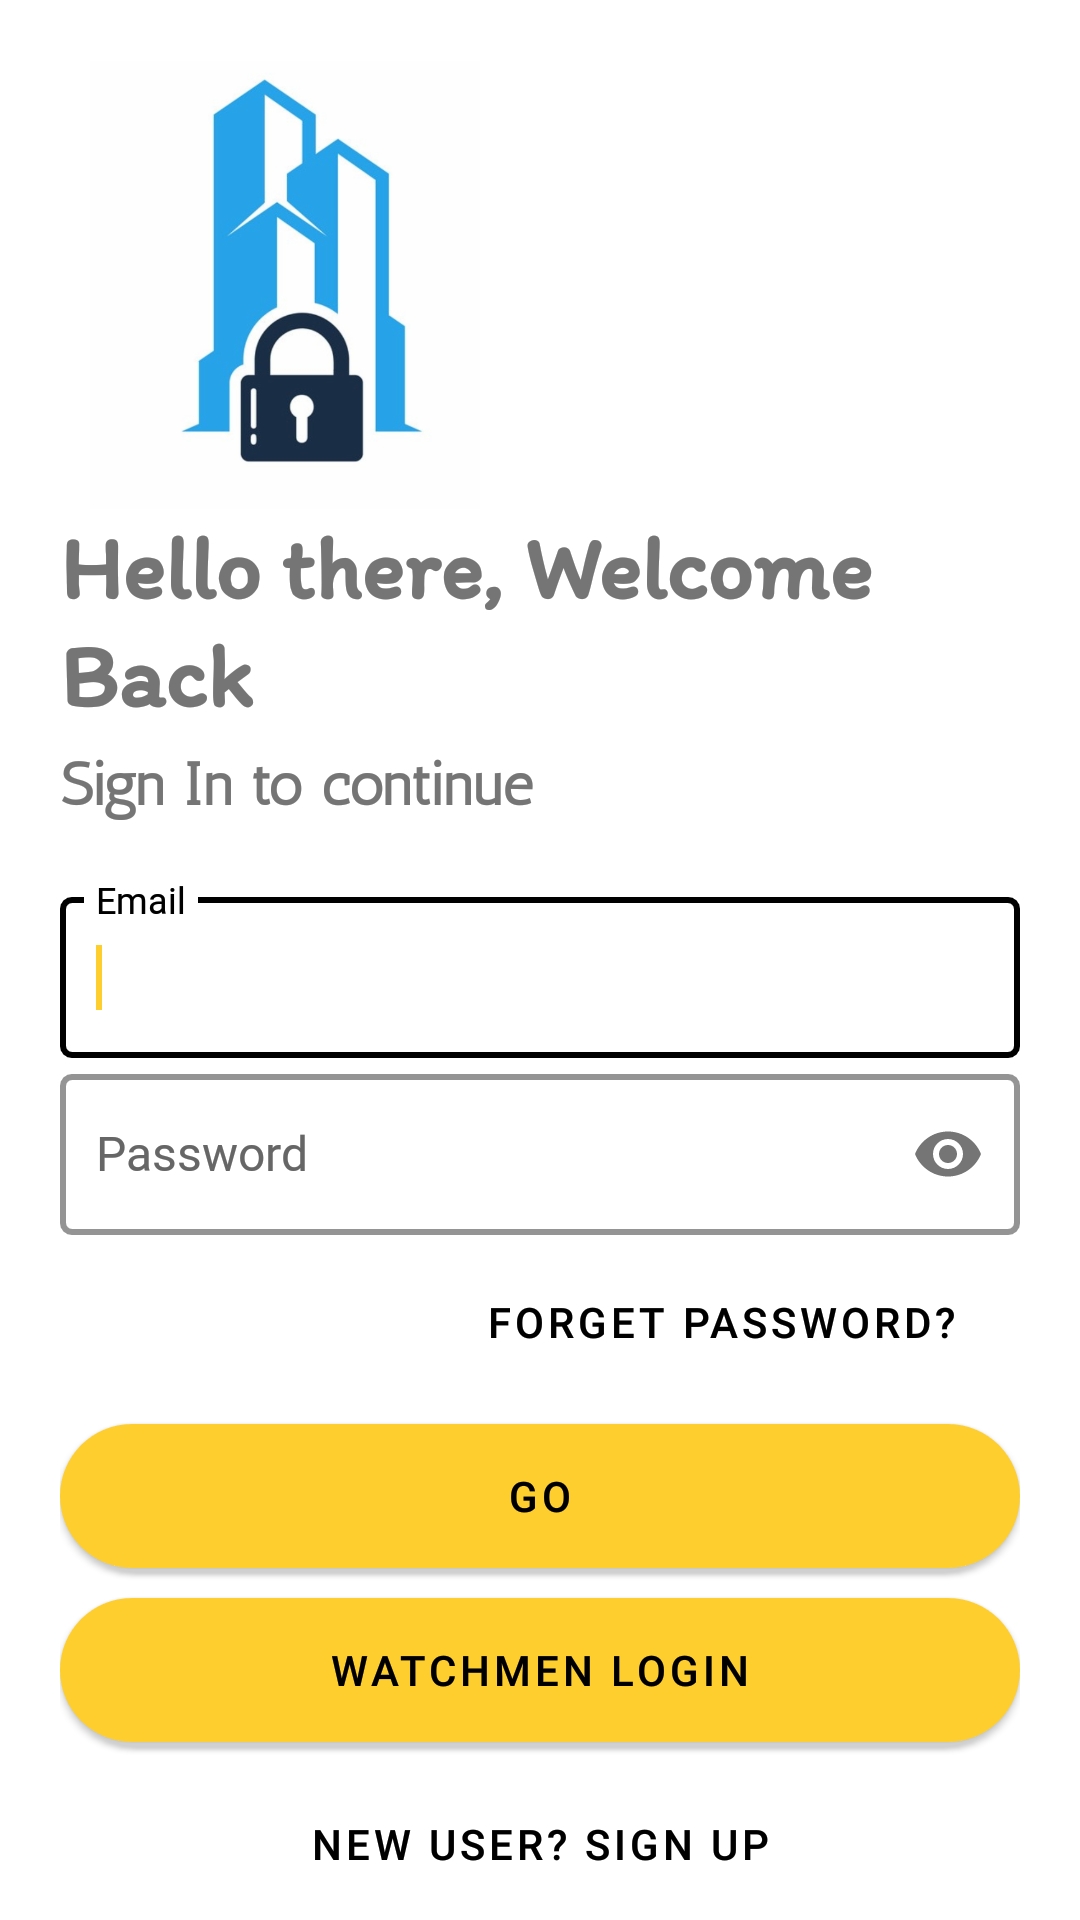 Hello there, Welcome
Back
Sign In to continue
Email
Password
FORGET PASSWORD?
GO
WATCHMEN LOGIN
NEW USER? SIGN UP